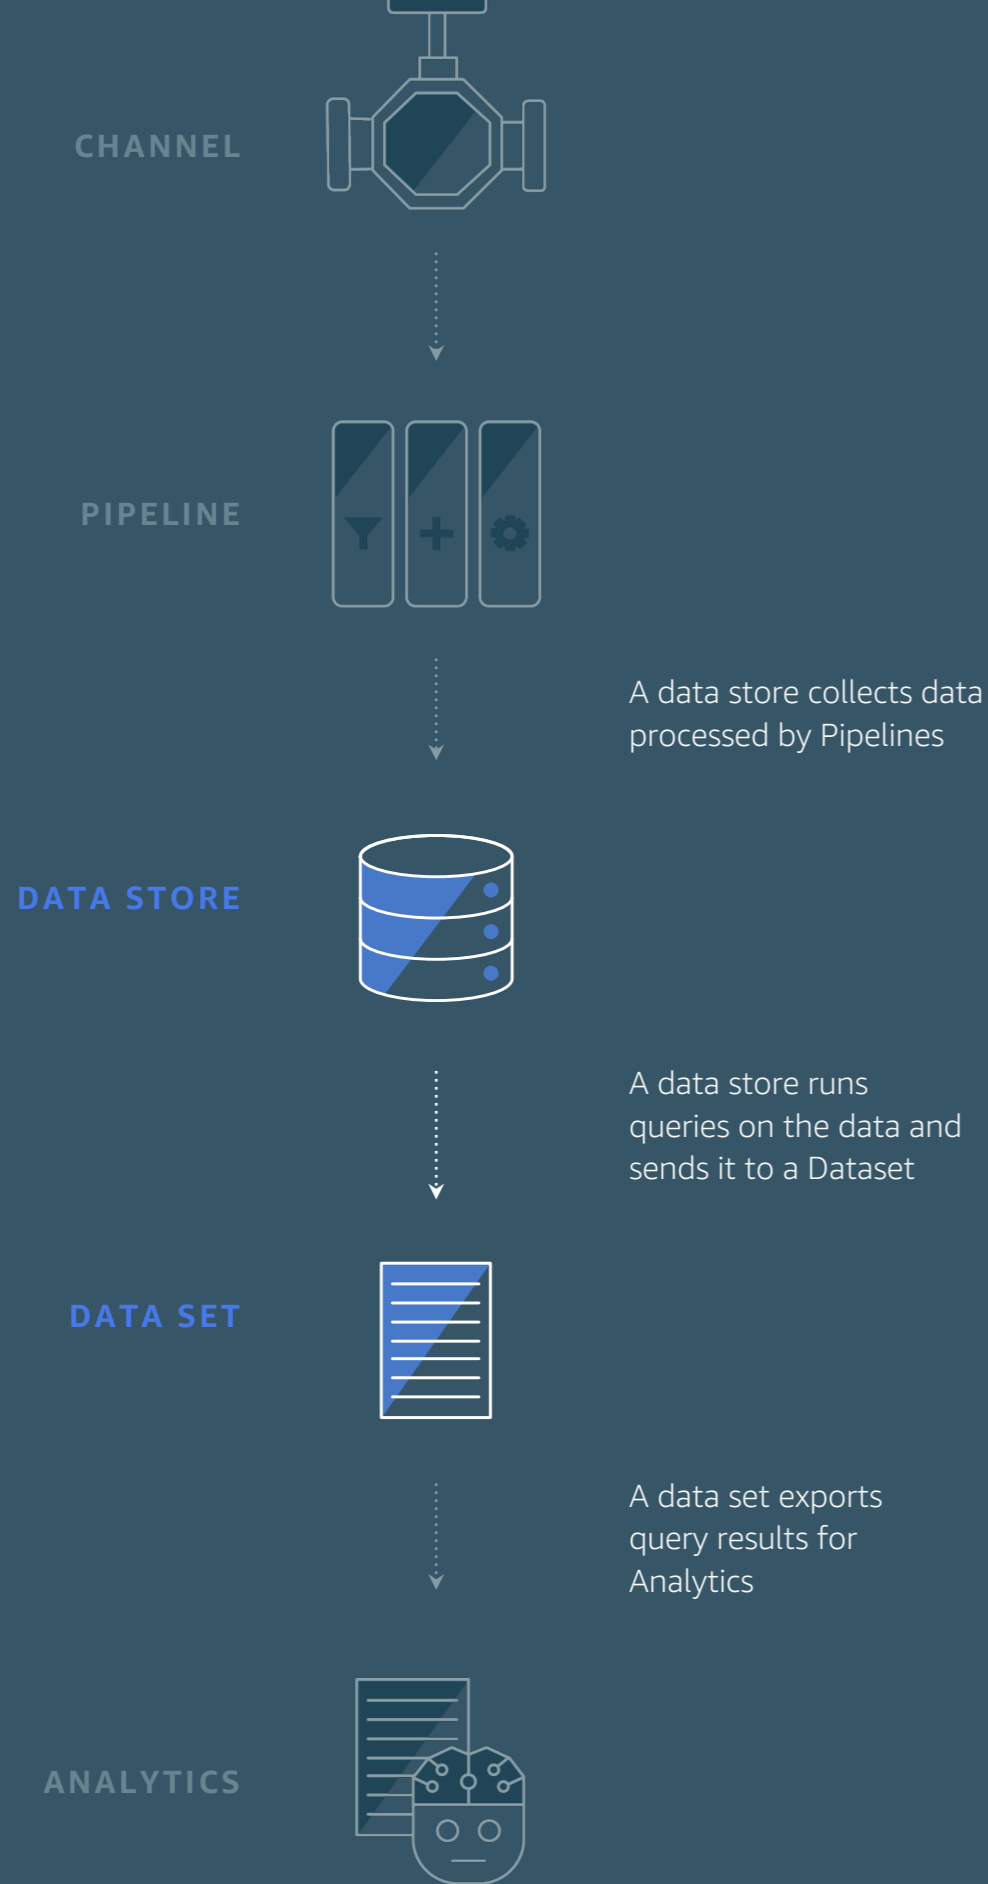 CHANNEL
PIPELINE
A data store collects data
processed by Pipelines
DATA STORE
A data store runs
queries on the data and
sends it to a Dataset
DATA SET
A data set exports
query results for
Analytics
ANALYTICS